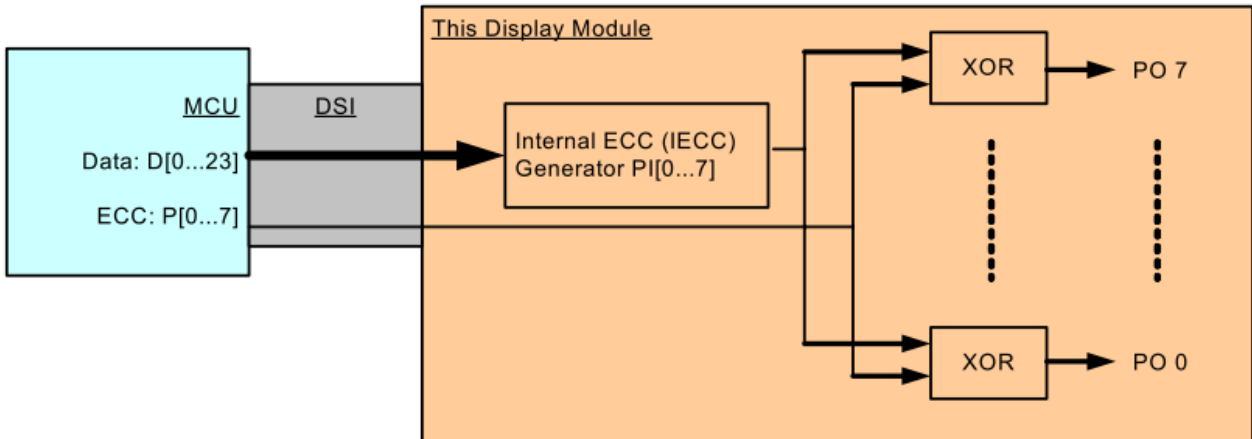 This Display Module
MCU
DSI
Data: D[0...23]
ECC: P[0...7]
Internal ECC (IECC)
Generator PI[0...7]
XOR
PO 7
XOR
PO 0